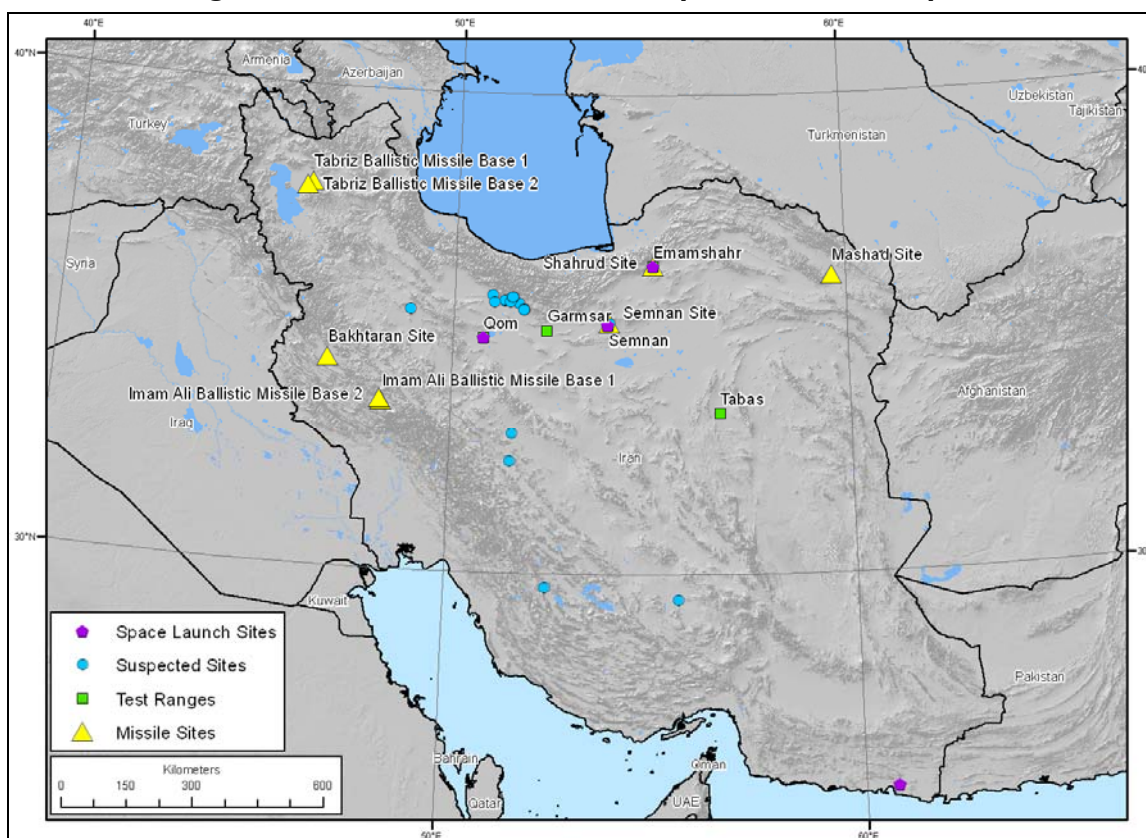 40°E
50°E
60°E
40°N
Armenia
Azerbaijan
Uzbekistan
Tajikistan
Turkey
Turkmenistan
Tabriz Ballistic Missile Base 1
Tabriz Ballistic Missile Base 2
Syria
Shahrud Site
Emamshahr
Mashad Site
Qom
Garmsar
Semnan Site
Semnan
Bakhtaran Site
Imam Ali Ballistic Missile Base 1
Imam Ali Ballistic Missile Base 2
Tabas
Afghanistan
Iraq
Iran
30°N
Kuwait
Pakistan
Space Launch Sites
Suspected Sites
Test Ranges
Missile Sites
Kilometers
0 150 300 600
Bahrain
Qatar
Oman
UAE
50°E
60°E